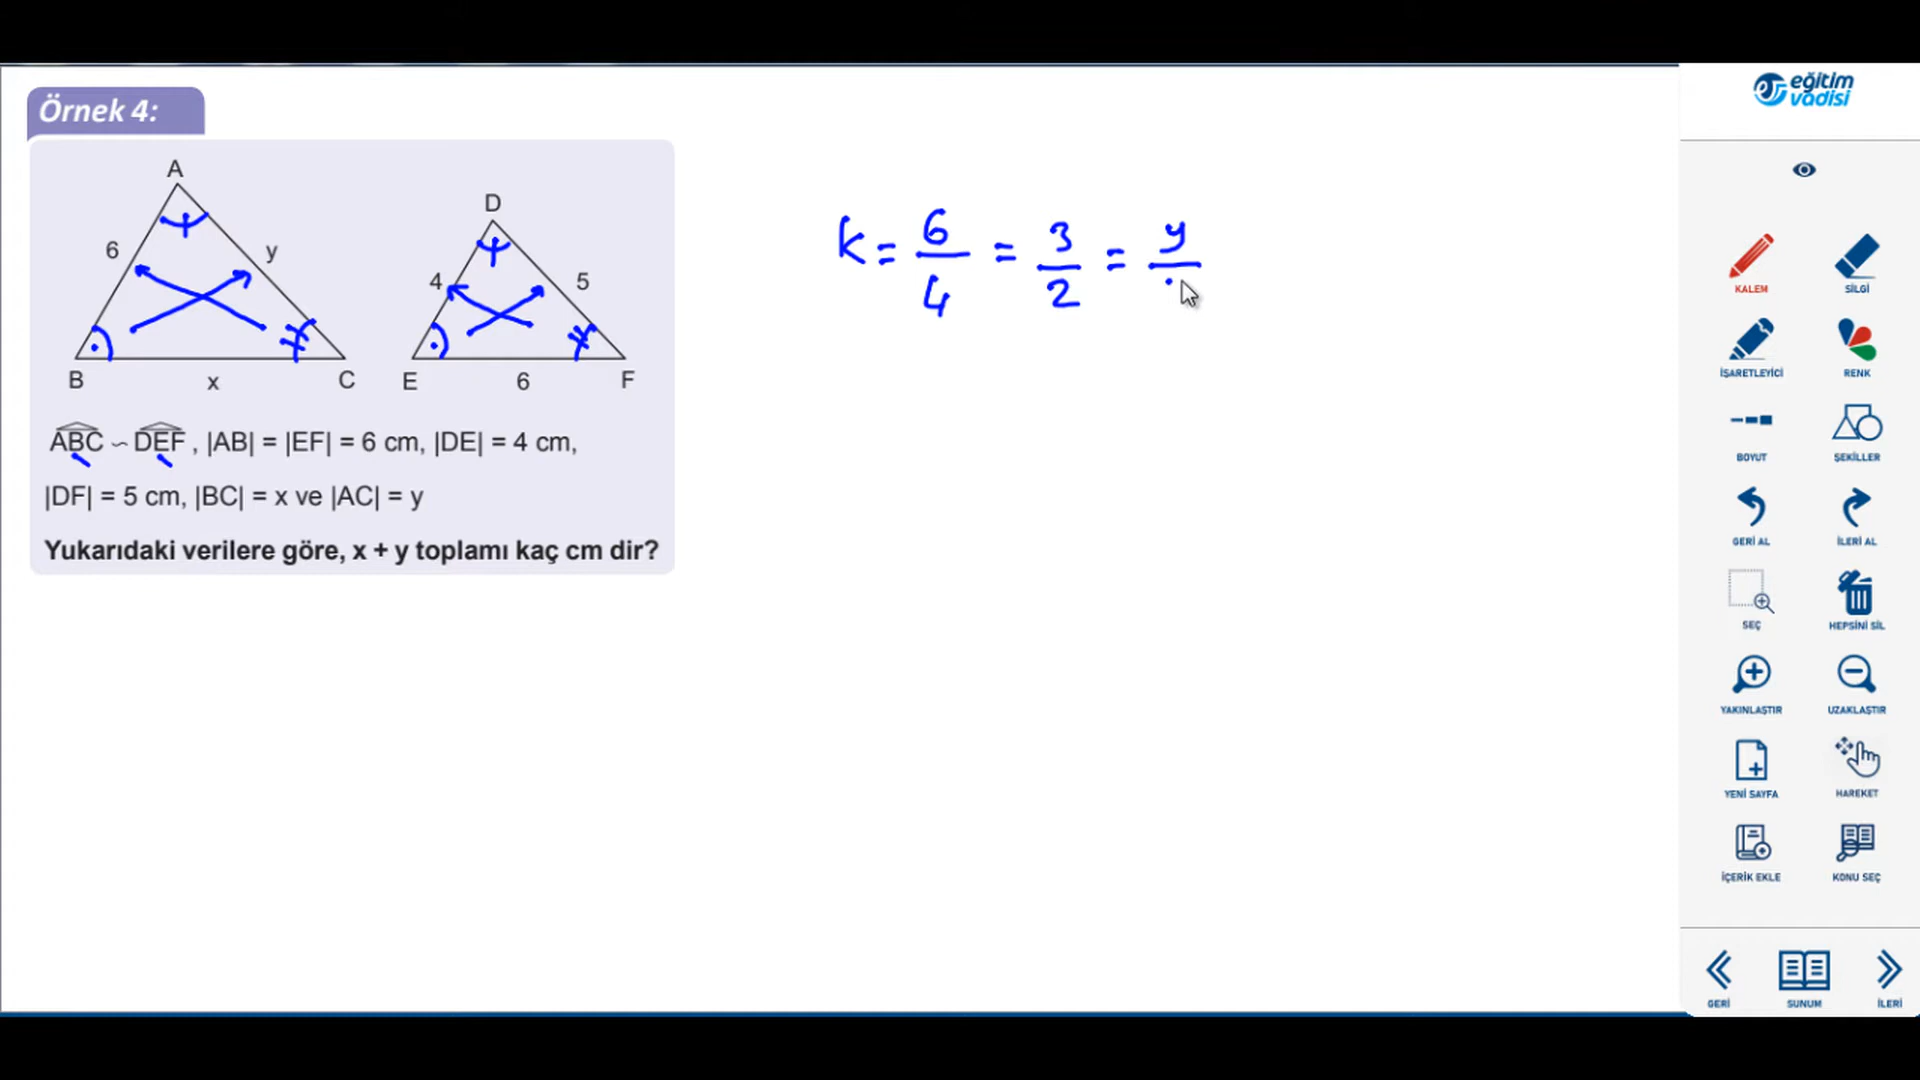 Örnek 4:
A
6
y
B
x
C
D
4
5
E
6
F
ABC ∽ DEF , |AB| = |EF| = 6 cm, |DE| = 4 cm,
|DF| = 5 cm, |BC| = x ve |AC| = y
Yukarıdaki verilere göre, x + y toplamı kaç cm dir?
k = 6/4 = 3/2 = y/
eğitim
vadisi
KALEM
SİLGİ
İŞARETLEYİCİ
RENK
BOYUT
ŞEKİLLER
GERİ AL
İLERİ AL
SEÇ
HEPSİNİ SİL
YAKINLAŞTIR
UZAKLAŞTIR
YENİ SAYFA
HAREKET
İÇERİK EKLE
KONU SEÇ
GERİ
SUNUM
İLERİ